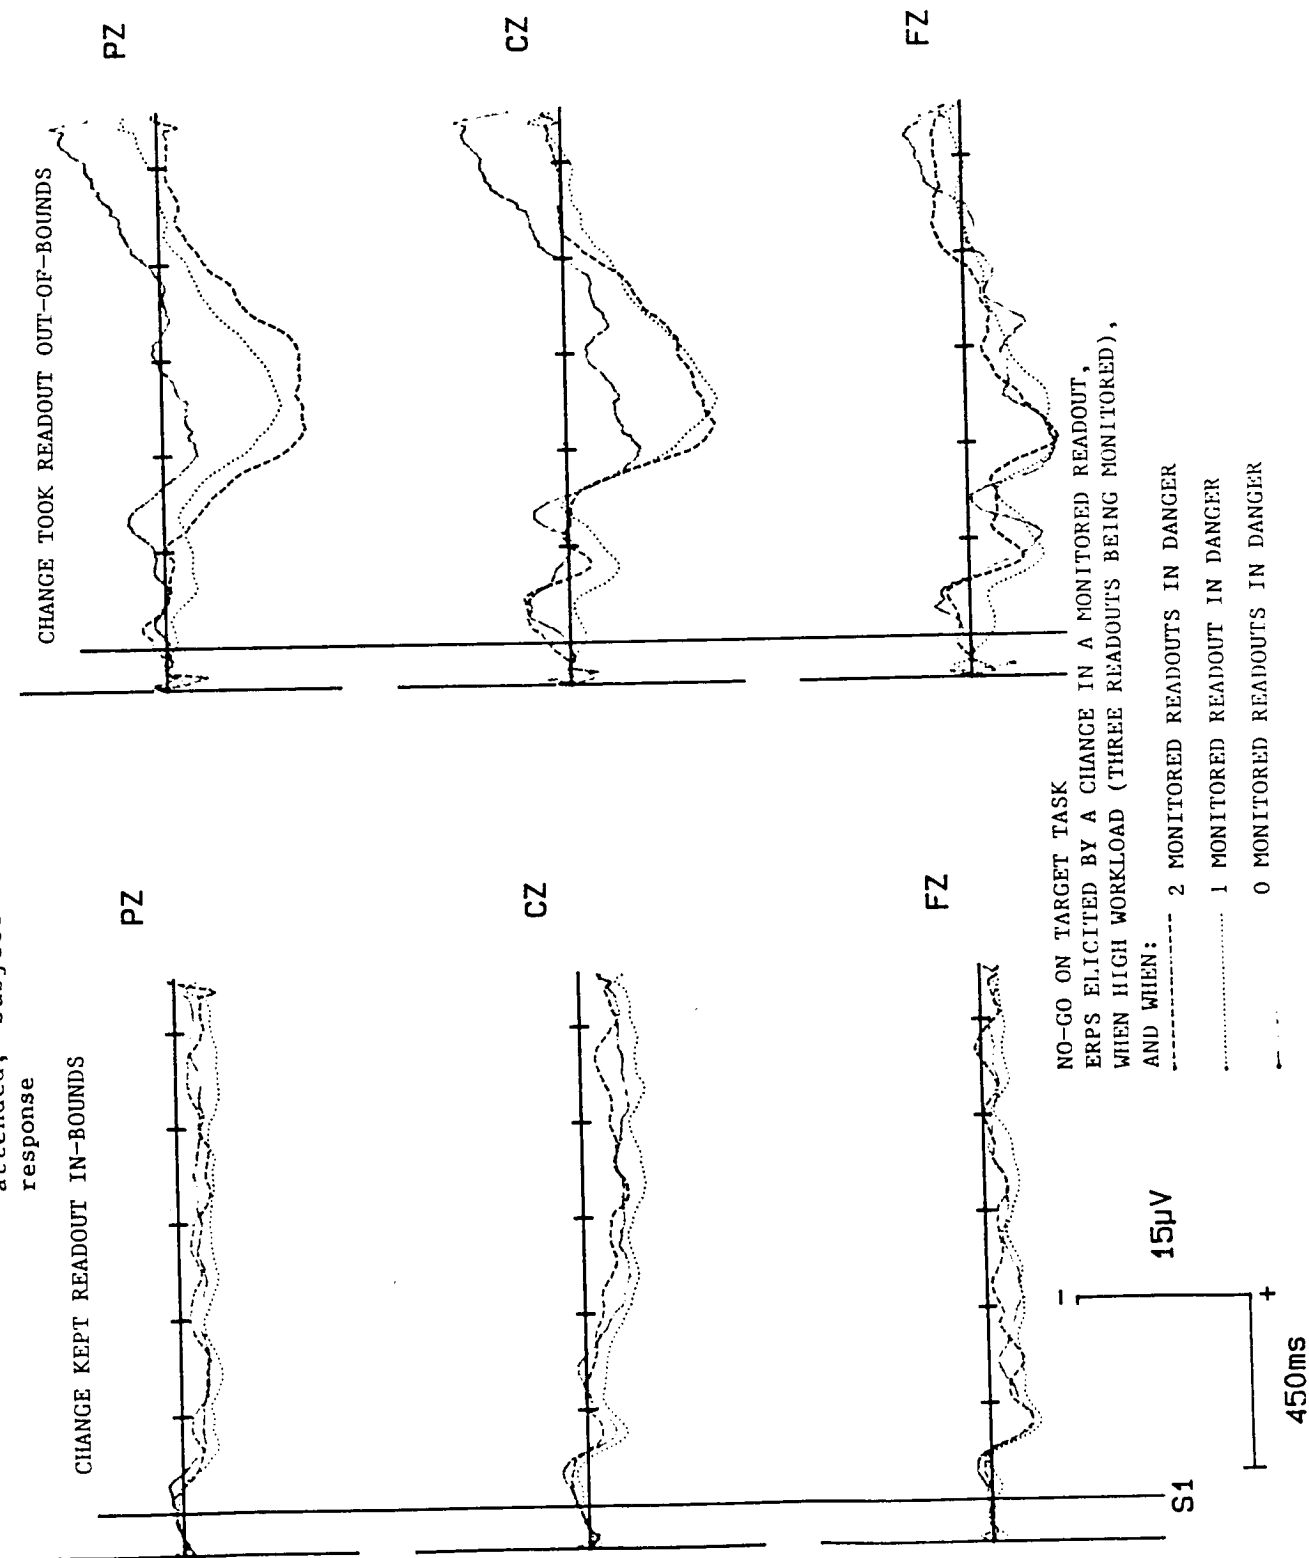 response
CHANGE KEPT READOUT IN-BOUNDS
PZ
CZ
FZ
S1
15μV
-
+
450ms
CHANGE TOOK READOUT OUT-OF-BOUNDS
PZ
CZ
FZ
NO-GO ON TARGET TASK
ERPS ELICITED BY A CHANGE IN A MONITORED READOUT,
WHEN HIGH WORKLOAD (THREE READOUTS BEING MONITORED),
AND WHEN:
2 MONITORED READOUTS IN DANGER
1 MONITORED READOUT IN DANGER
0 MONITORED READOUTS IN DANGER